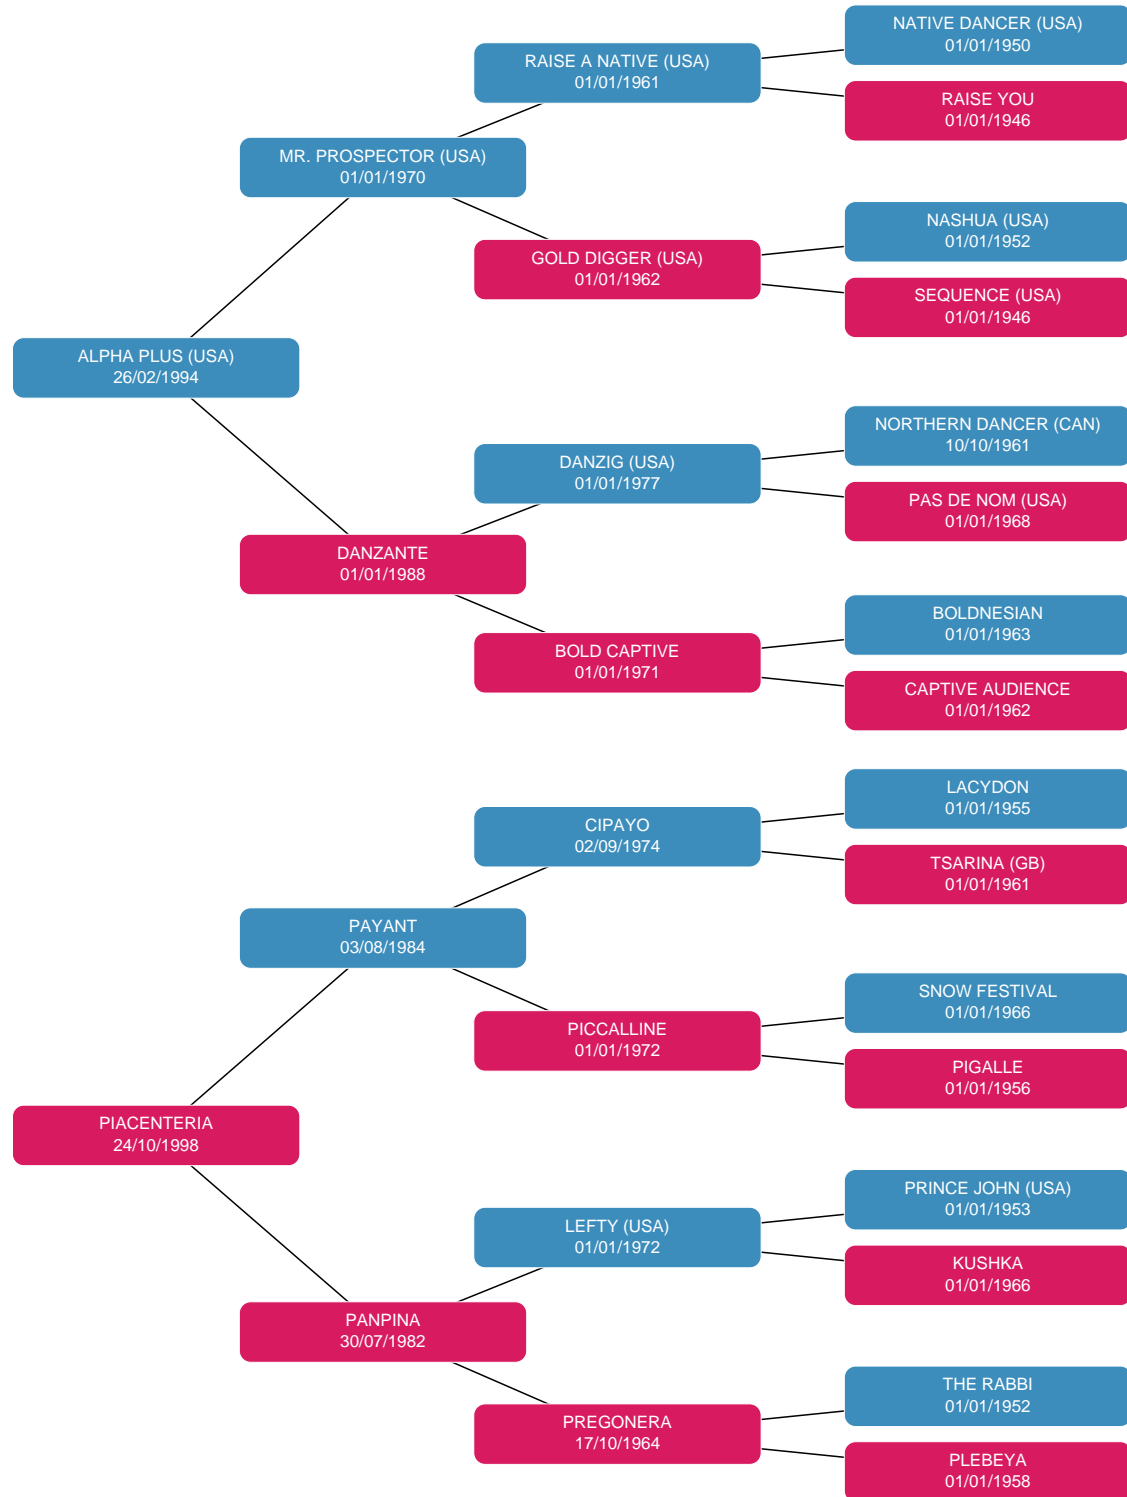 NATIVE DANCER (USA)
01/01/1950
RAISE A NATIVE (USA)
01/01/1961
RAISE YOU
01/01/1946
MR. PROSPECTOR (USA)
01/01/1970
NASHUA (USA)
01/01/1952
GOLD DIGGER (USA)
01/01/1962
SEQUENCE (USA)
01/01/1946
ALPHA PLUS (USA)
26/02/1994
NORTHERN DANCER (CAN)
10/10/1961
DANZIG (USA)
01/01/1977
PAS DE NOM (USA)
01/01/1968
DANZANTE
01/01/1988
BOLDNESIAN
01/01/1963
BOLD CAPTIVE
01/01/1971
CAPTIVE AUDIENCE
01/01/1962
LACYDON
01/01/1955
CIPAYO
02/09/1974
TSARINA (GB)
01/01/1961
PAYANT
03/08/1984
SNOW FESTIVAL
01/01/1966
PICCALLINE
01/01/1972
PIGALLE
01/01/1956
PIACENTERIA
24/10/1998
PRINCE JOHN (USA)
01/01/1953
LEFTY (USA)
01/01/1972
KUSHKA
01/01/1966
PANPINA
30/07/1982
THE RABBI
01/01/1952
PREGONERA
17/10/1964
PLEBEYA
01/01/1958